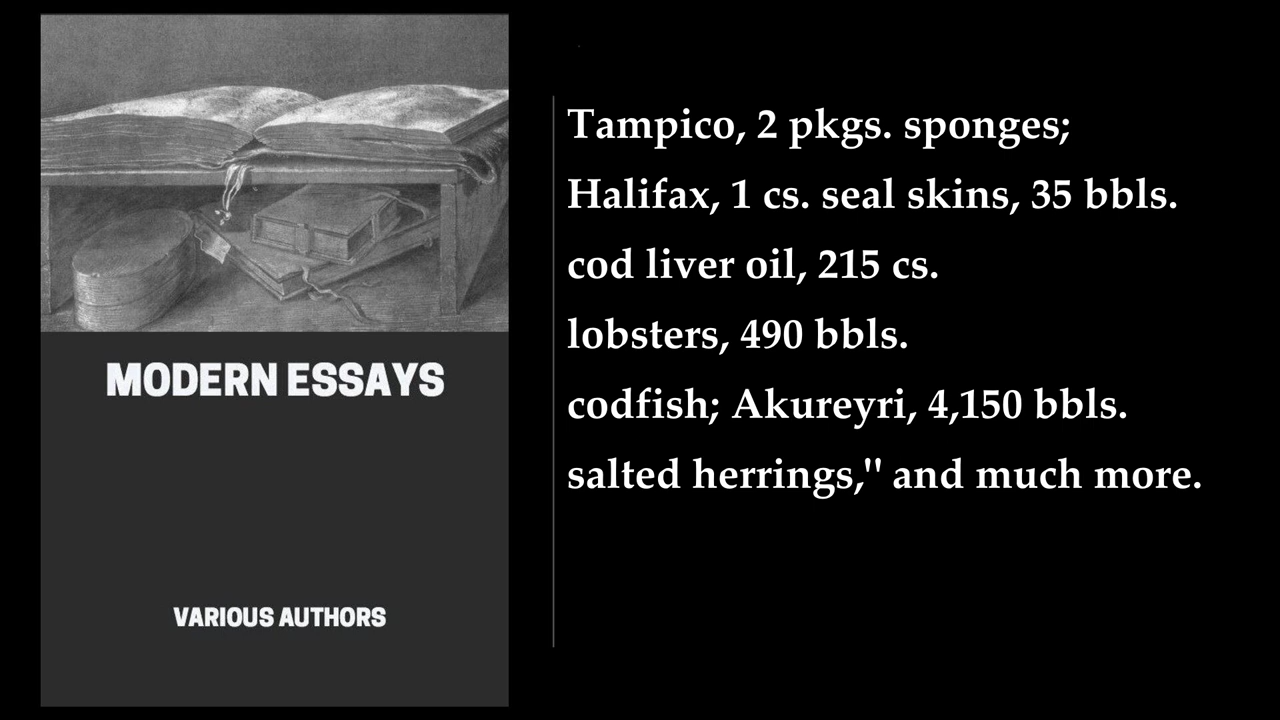 MODERN ESSAYS
VARIOUS AUTHORS
Tampico, 2 pkgs. sponges;
Halifax, 1 cs. seal skins, 35 bbls.
cod liver oil, 215 cs.
lobsters, 490 bbls.
codfish; Akureyri, 4,150 bbls.
salted herrings," and much more.